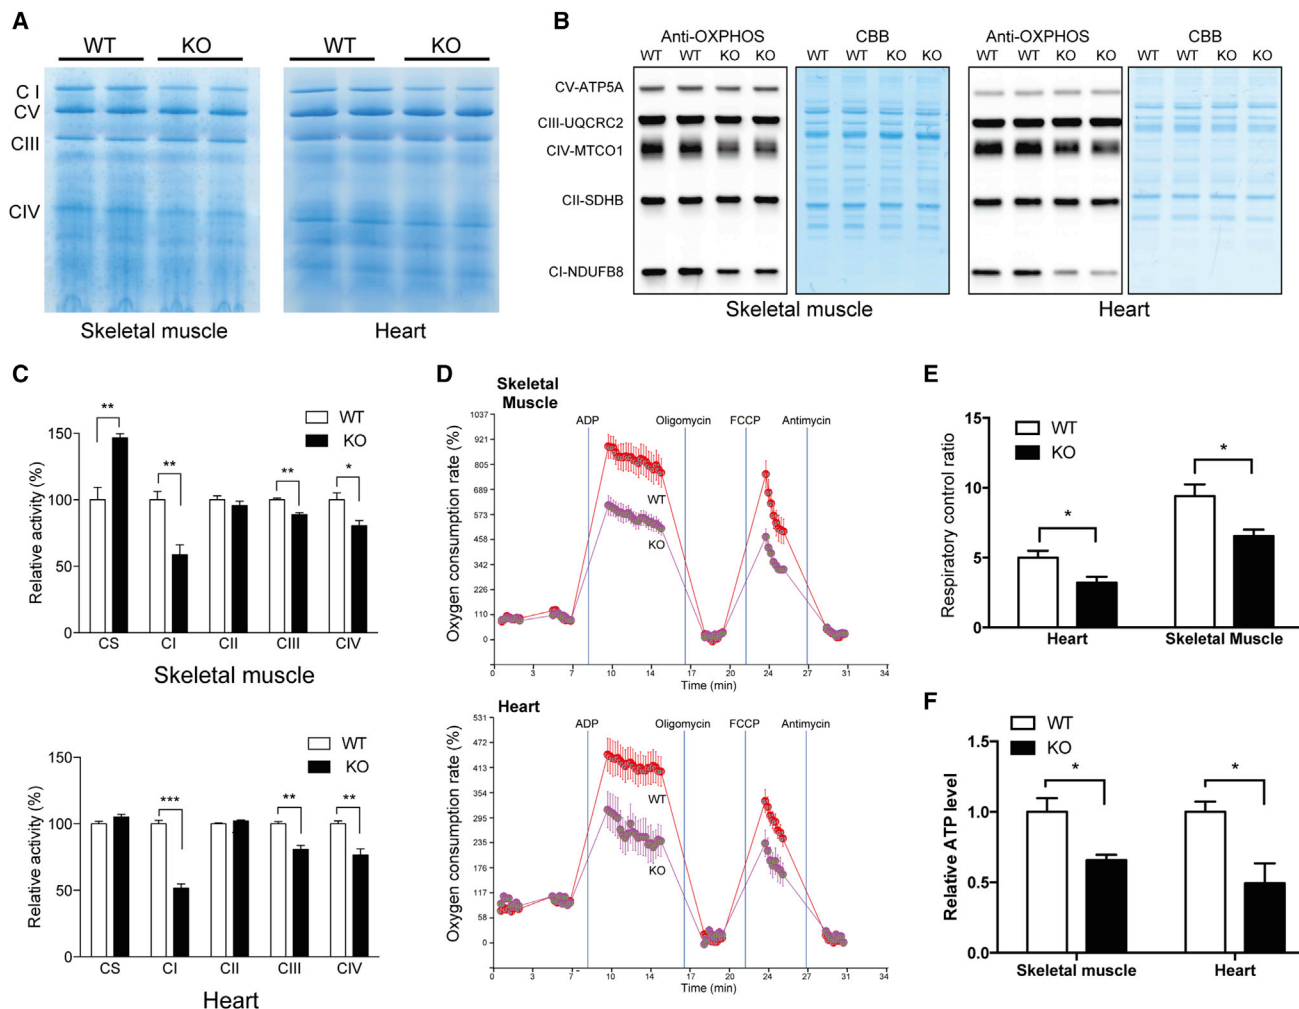 A
WT KO WT KO
C I
CV
CIII
CIV
Skeletal muscle Heart
B
Anti-OXPHOS CBB Anti-OXPHOS CBB
WT WT KO KO WT WT KO KO WT WT KO KO WT WT KO KO
CV-ATP5A
CIII-UQCRC2
CIV-MTCO1
CII-SDHB
CI-NDUFB8
Skeletal muscle Heart
C
WT
KO
Relative activity (%)
150
100
50
0
** ** ** *
CS CI CII CIII CIV
Skeletal muscle
WT
KO
Relative activity (%)
150
100
50
0
*** ** **
CS CI CII CIII CIV
Heart
D
Skeletal
Muscle
Oxygen consumption rate (%)
1037
921
805
689
573
458
342
226
110
0
ADP Oligomycin FCCP Antimycin
WT
KO
0 3 7 10 14 17 20 24 27 31 34
Time (min)
Heart
Oxygen consumption rate (%)
531
472
413
354
295
235
176
117
58
0
ADP Oligomycin FCCP Antimycin
WT
KO
0 3 7 10 14 17 20 24 27 31 34
Time (min)
E
WT
KO
Respiratory control ratio
15
10
5
0
* *
Heart Skeletal Muscle
F
WT
KO
Relative ATP level
1.0
0.5
0.0
* *
Skeletal muscle Heart